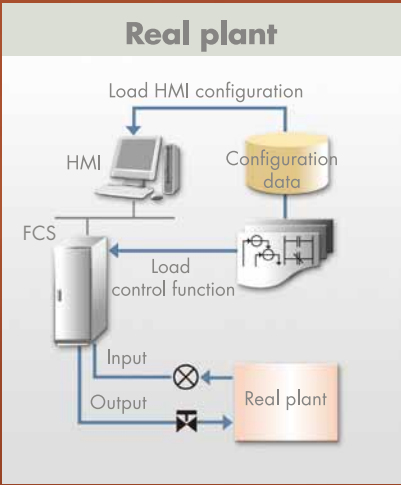 Real plant
Load HMI configuration
HMI
Configuration
data
FCS
Load
control function
Input
Output
Real plant